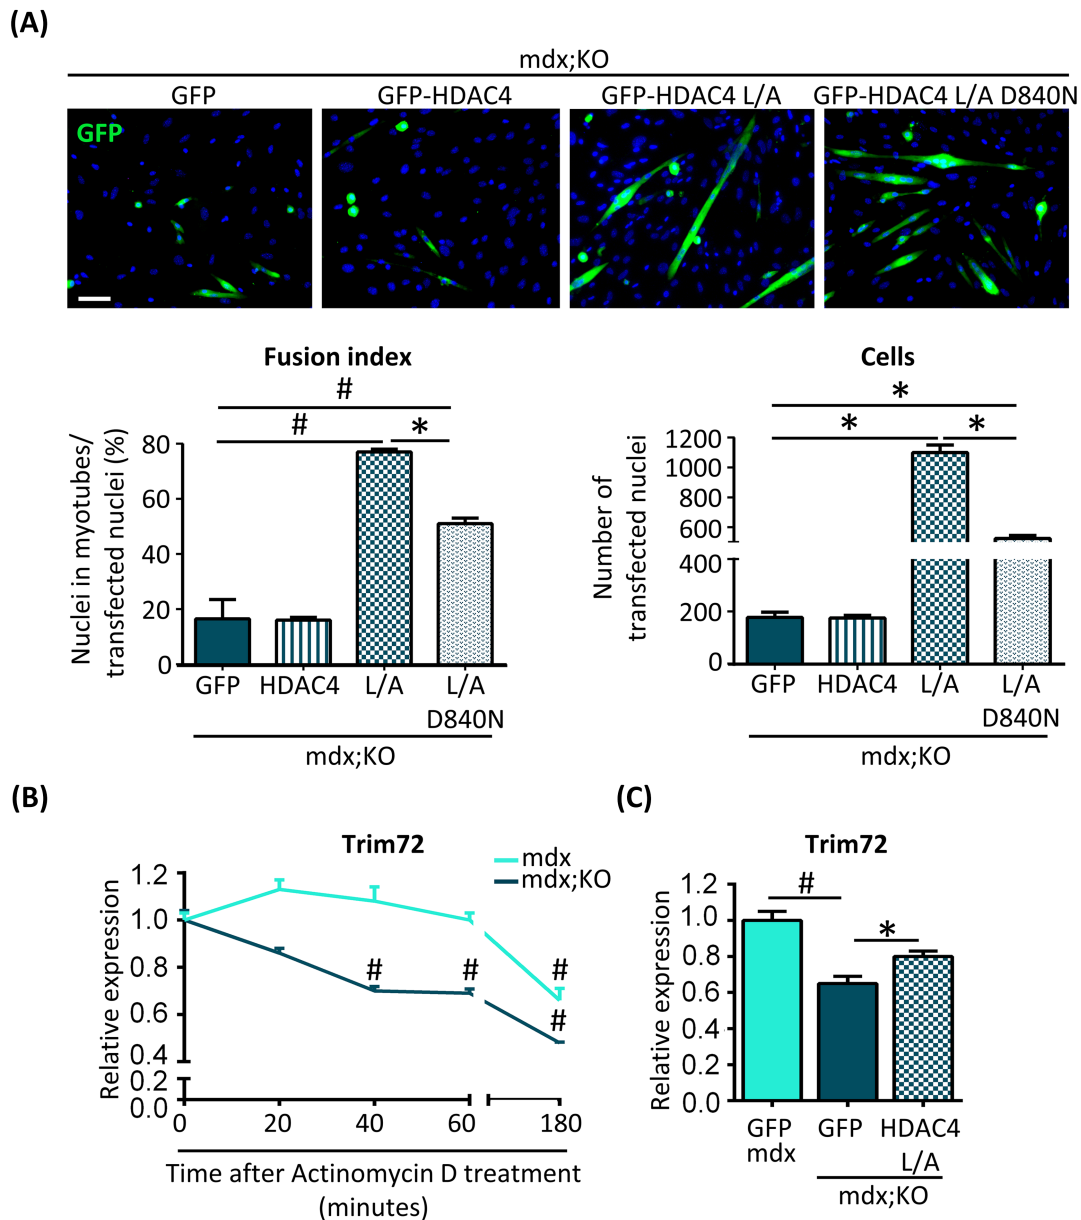 (A)
mdx;KO
GFP GFP-HDAC4 GFP-HDAC4 L/A GFP-HDAC4 L/A D840N
GFP
Fusion index
#
#
*
Nuclei in myotubes/
transfected nuclei (%)
80
60
40
20
0
GFP HDAC4 L/A L/A
D840N
mdx;KO
Cells
*
*
*
Number of
transfected nuclei
1200
1000
800
600
400
200
0
GFP HDAC4 L/A L/A
D840N
mdx;KO
(B)
Trim72
mdx
mdx;KO
Relative expression
1.2
1.0
0.8
0.6
0.4
0.2
0.0
# # #
#
0 20 40 60 180
Time after Actinomycin D treatment
(minutes)
(C)
Trim72
#
*
Relative expression
1.2
1.0
0.8
0.6
0.4
0.2
0.0
GFP GFP HDAC4
mdx L/A
mdx;KO